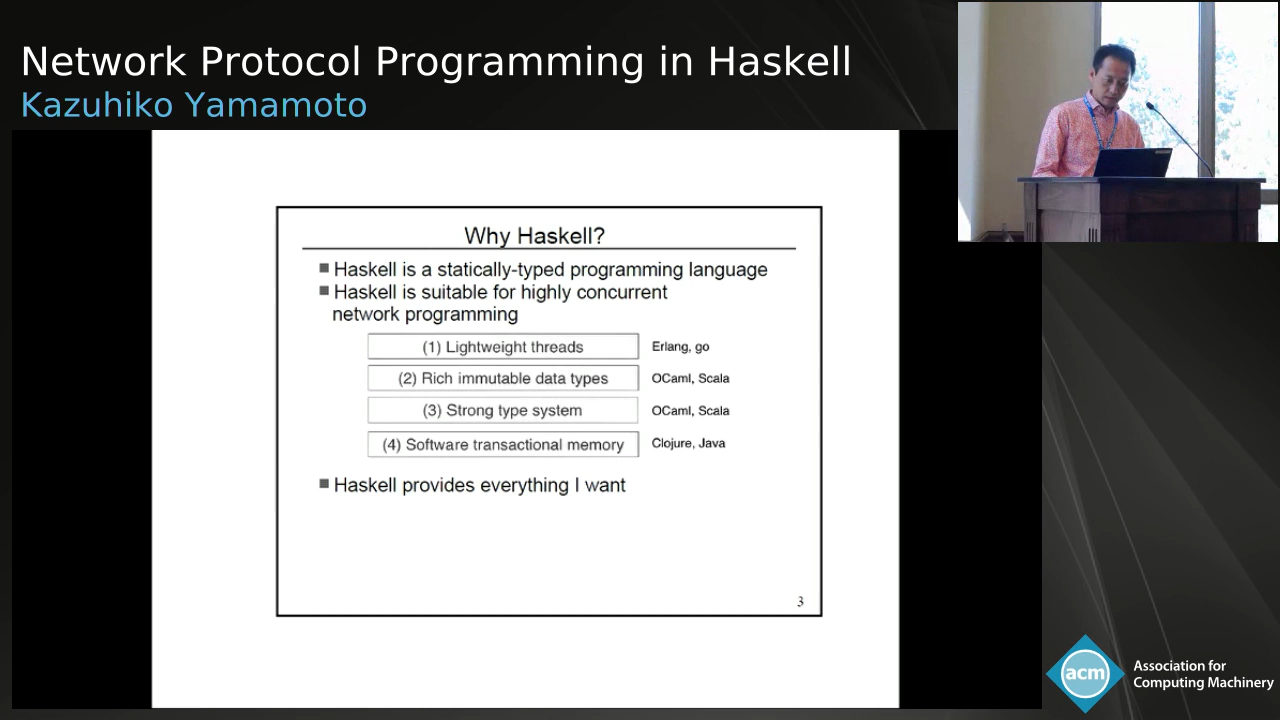 Network Protocol Programming in Haskell
Kazuhiko Yamamoto
Why Haskell?
Haskell is a statically-typed programming language
Haskell is suitable for highly concurrent
network programming
(1) Lightweight threads Erlang, go
(2) Rich immutable data types OCaml, Scala
(3) Strong type system OCaml, Scala
(4) Software transactional memory Clojure, Java
Haskell provides everything I want
3
acm Association for
Computing Machinery